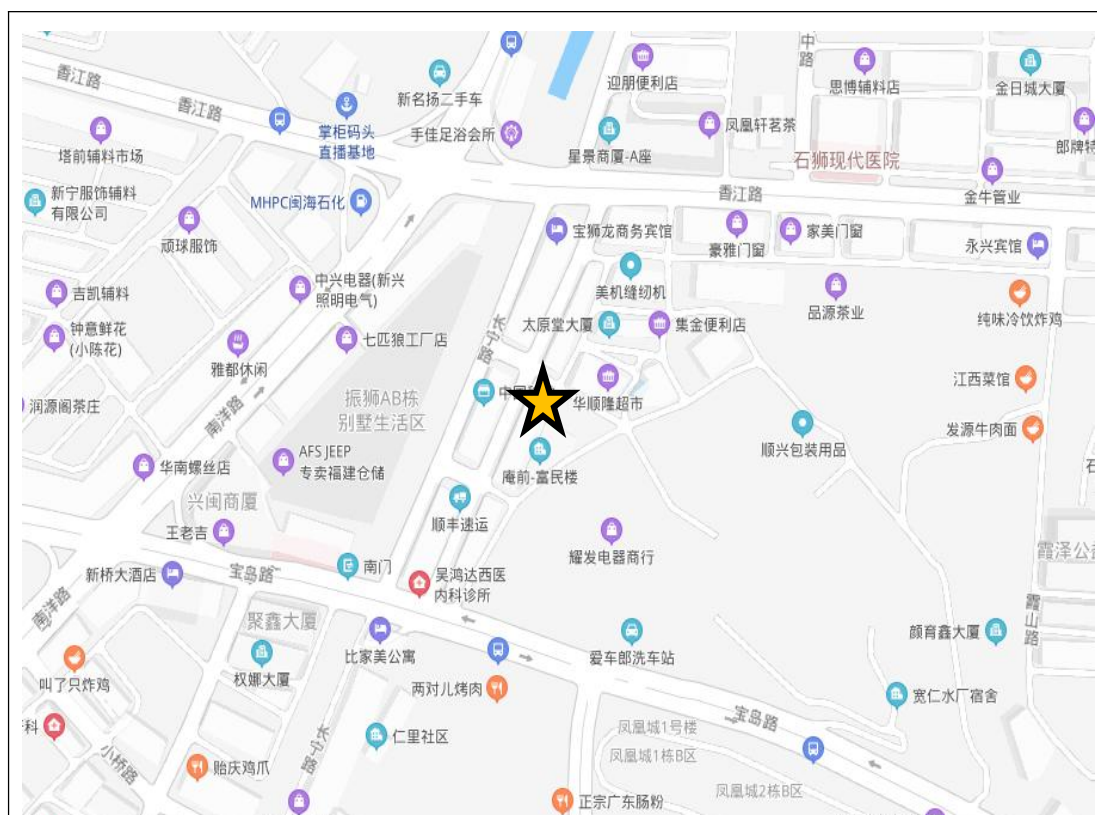 香江路
中路
迎朋便利店
思博辅料店
金日城大厦
新名扬二手车
香江路
掌柜码头
直播基地
手佳足浴会所
凤凰轩茗茶
塔前辅料市场
星景商厦-A座
石狮现代医院
郎牌特
新宁服饰辅料
有限公司
MHPC闽海石化
香江路
金牛管业
顽球服饰
宝狮龙商务宾馆
豪雅门窗
家美门窗
永兴宾馆
中兴电器(新兴
照明电气)
美机缝纫机
吉凯辅料
品源茶业
纯味冷饮炸鸡
钟意鲜花
(小陈花)
七匹狼工厂店
太原堂大厦
集金便利店
雅都休闲
长宁路
江西菜馆
润源阁茶庄
振狮AB栋
别墅生活区
中国
华顺隆超市
南洋路
发源牛肉面
华南螺丝店
AFS JEEP
专卖福建仓储
庵前-富民楼
顺兴包装用品
石
兴闽商厦
顺丰速运
王老吉
耀发电器商行
霞泽公
新桥大酒店
宝岛路
南门
吴鸿达西医
内科诊所
南洋路
聚鑫大厦
霞山路
比家美公寓
爱车郎洗车站
颜育鑫大厦
叫了只炸鸡
权娜大厦
两对儿烤肉
宽仁水厂宿舍
科
仁里社区
凤凰城1号楼
宝岛路
小桥路
长宁路
凤凰城1栋B区
贻庆鸡爪
凤凰城2栋B区
正宗广东肠粉